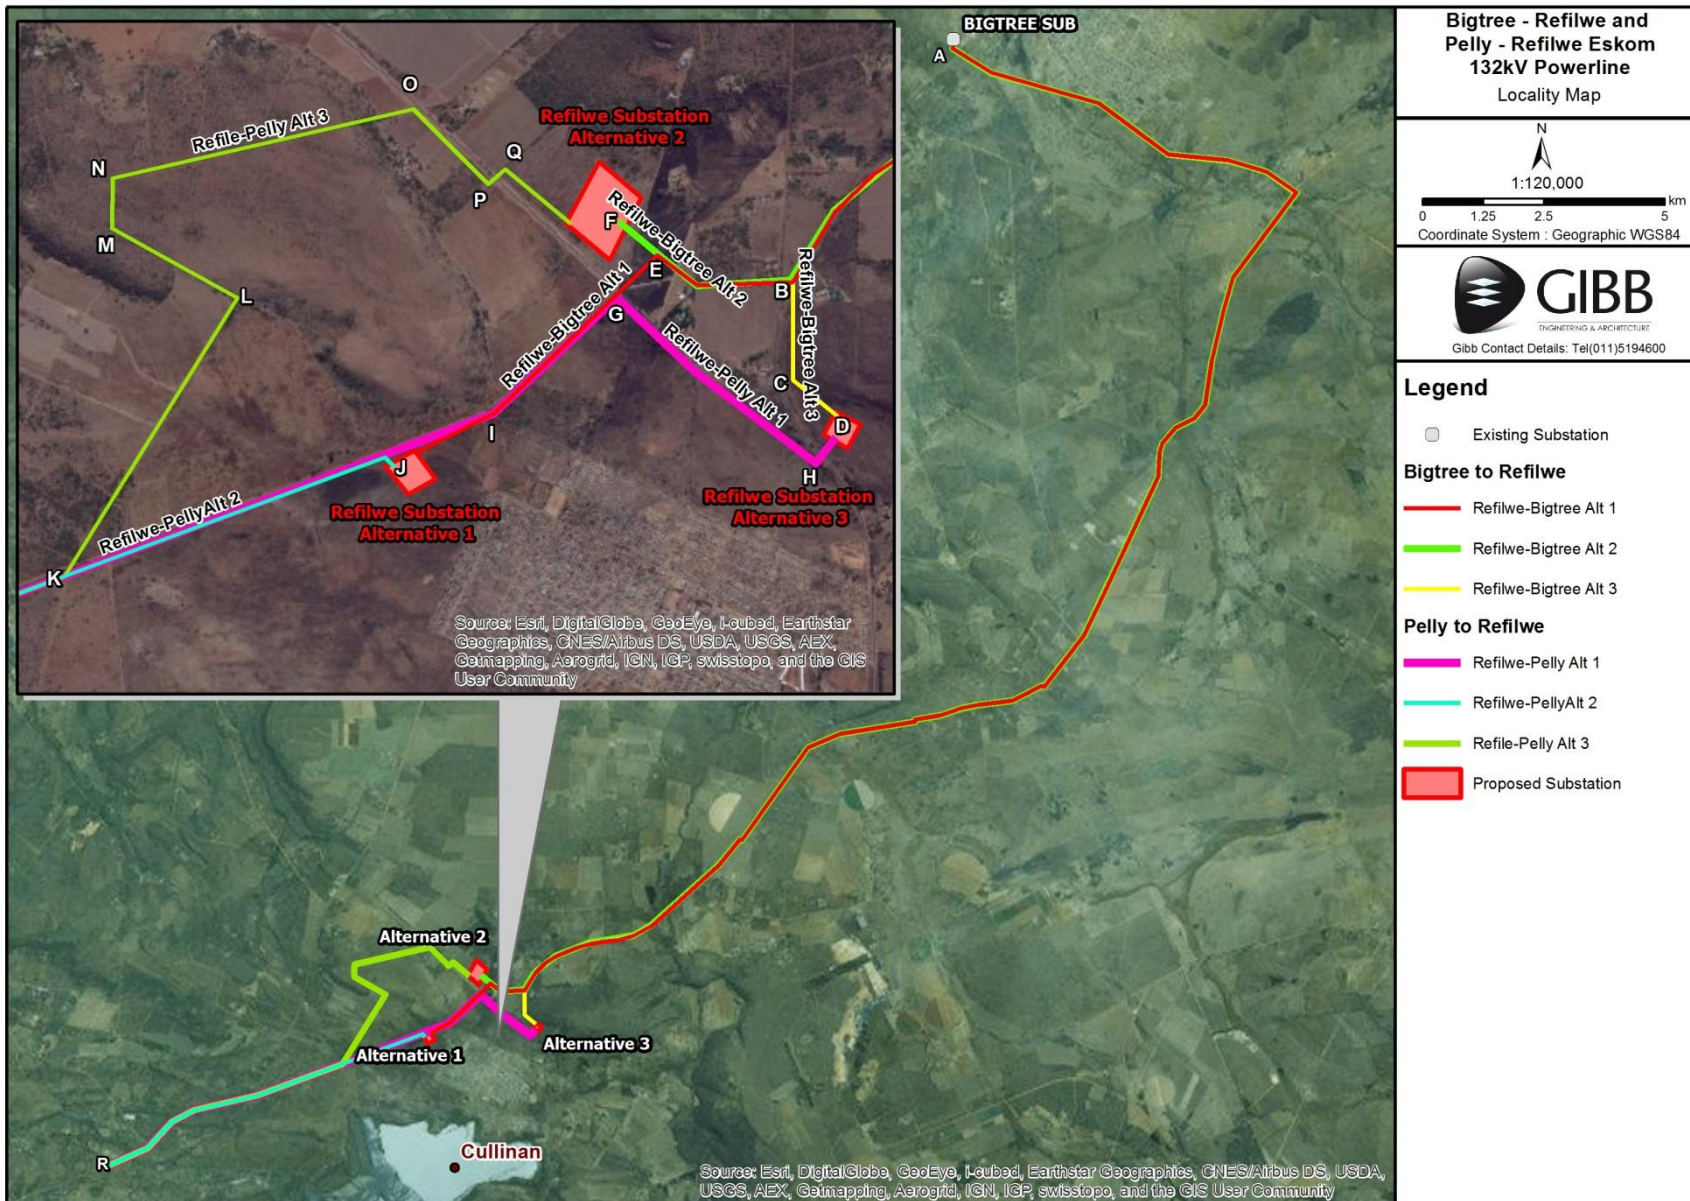 BIGTREE SUB
A
O
Refile-Pelly Alt 3
N
Q
P
M
L
K
Refilwe Substation
Alternative 2
F
Refilwe-Bigtree Alt 2
E
B
Refilwe-Bigtree Alt 1
G
Refilwe-Bigtree Alt 3
Refilwe-Pelly Alt 1
C
D
H
I
J
Refilwe Substation
Alternative 3
Refilwe Substation
Alternative 1
Refilwe-PellyAlt 2
Source: Esri, DigitalGlobe, GeoEye, i-cubed, Earthstar
Geographics, CNES/Airbus DS, USDA, USGS, AEX,
Getmapping, Aerogrid, IGN, IGP, swisstopo, and the GIS
User Community
Alternative 2
Alternative 1
Alternative 3
R
Cullinan
Source: Esri, DigitalGlobe, GeoEye, i-cubed, Earthstar Geographics, CNES/Airbus DS, USDA,
USGS, AEX, Getmapping, Aerogrid, IGN, IGP, swisstopo, and the GIS User Community
Bigtree - Refilwe and
Pelly - Refilwe Eskom
132kV Powerline
Locality Map
N
1:120,000
km
0 1.25 2.5 5
Coordinate System : Geographic WGS84
GIBB
ENGINEERING & ARCHITECTURE
Gibb Contact Details: Tel(011)5194600
Legend
Existing Substation
Bigtree to Refilwe
Refilwe-Bigtree Alt 1
Refilwe-Bigtree Alt 2
Refilwe-Bigtree Alt 3
Pelly to Refilwe
Refilwe-Pelly Alt 1
Refilwe-PellyAlt 2
Refile-Pelly Alt 3
Proposed Substation